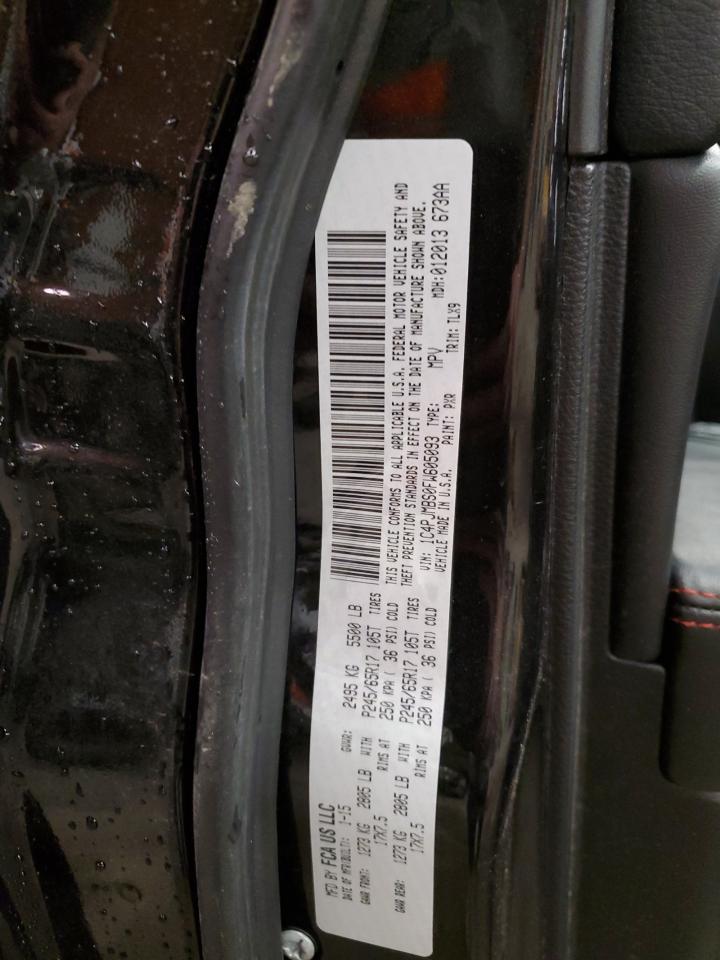 MFD BY FCA US LLC
DATE OF MFR(BUILT): 1-15 GVWR: 2495 KG 5500 LB
GAWR FRONT: 1273 KG 2805 LB WITH P245/65R17 105T TIRES
17X7.5 RIMS AT 250 KPA ( 36 PSI) COLD
GAWR REAR: 1273 KG 2805 LB WITH P245/65R17 105T TIRES
17X7.5 RIMS AT 250 KPA ( 36 PSI) COLD
THIS VEHICLE CONFORMS TO ALL APPLICABLE U.S.A. FEDERAL MOTOR VEHICLE SAFETY AND
THEFT PREVENTION STANDARDS IN EFFECT ON THE DATE OF MANUFACTURE SHOWN ABOVE.
VIN: 1C4PJMBS0FW605093 TYPE: MPV MDH:012013 673AA
VEHICLE MADE IN U.S.A. PAINT: PXR TRIM: TLX9